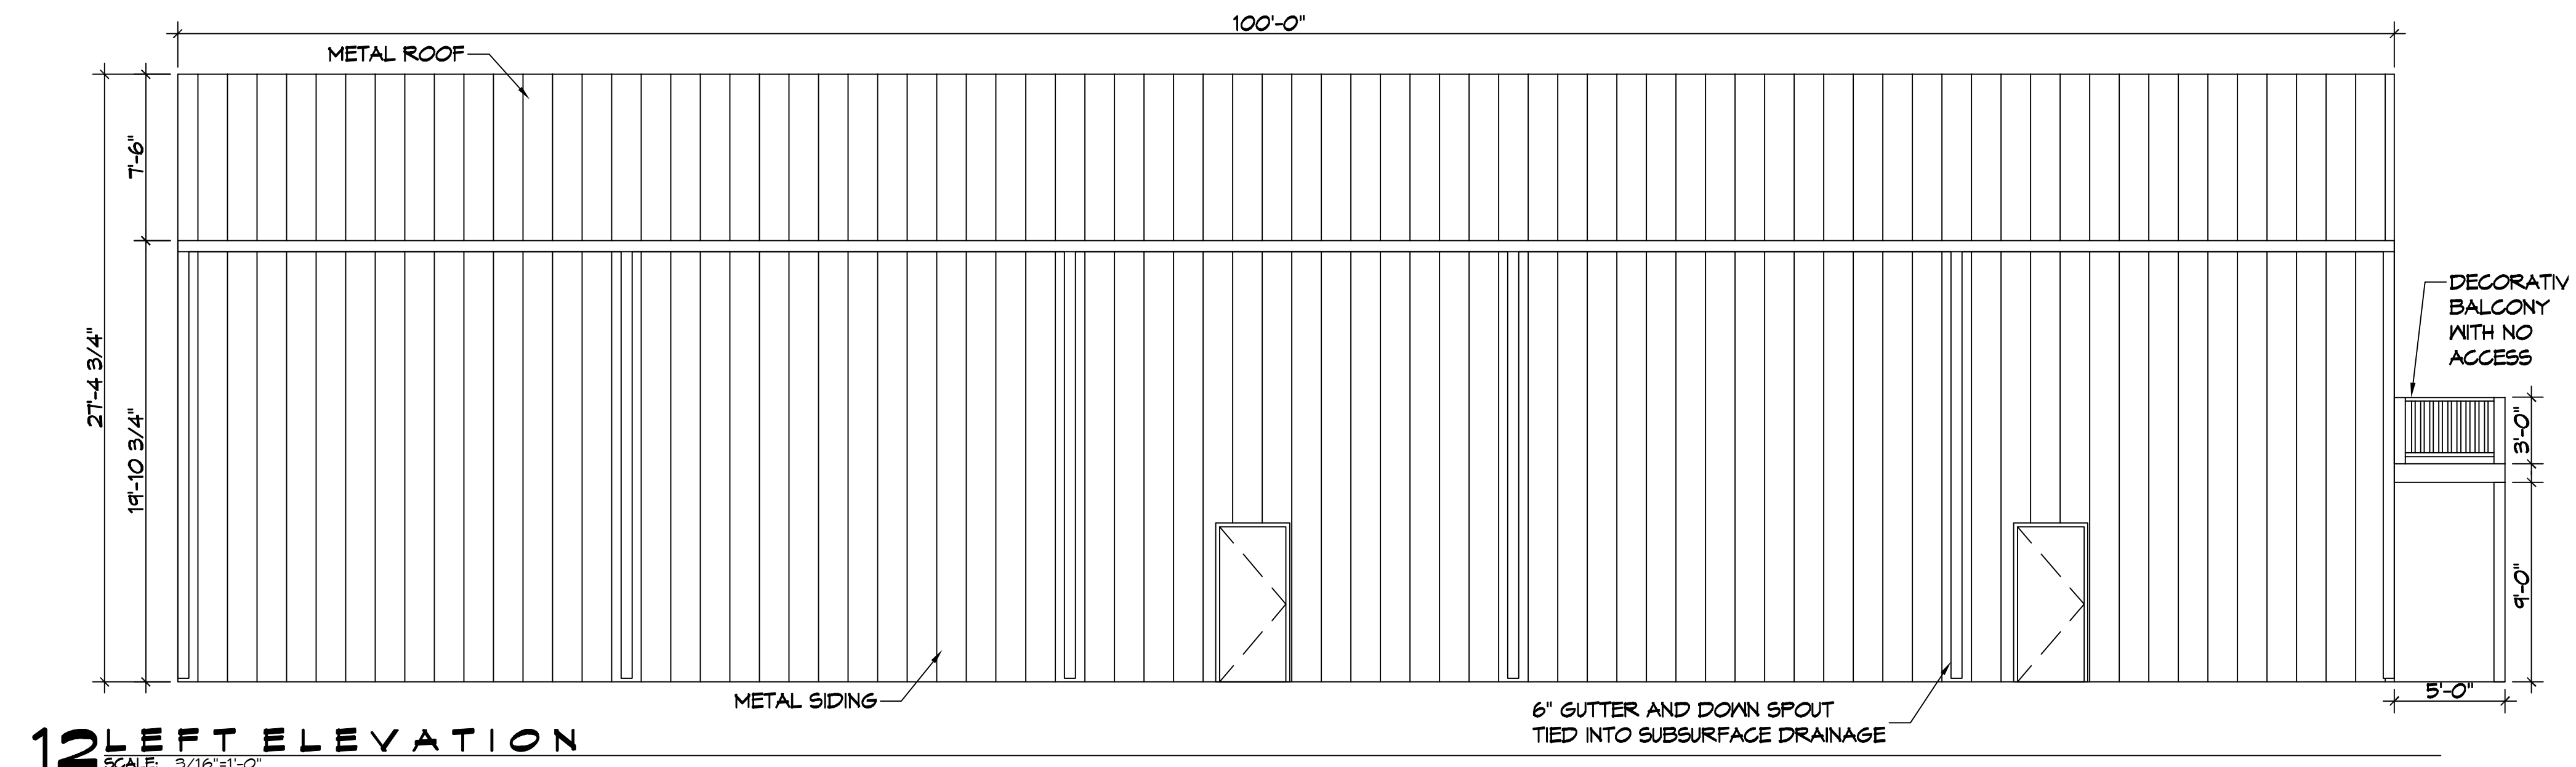 100'-0"
METAL ROOF
7'-6"
27'-4 3/4"
19'-10 3/4"
DECORATIV
BALCONY
WITH NO
ACCESS
3'-0"
9'-0"
5'-0"
METAL SIDING
6" GUTTER AND DOWN SPOUT
TIED INTO SUBSURFACE DRAINAGE
12 LEFT ELEVATION
SCALE: 3/16"=1'-0"